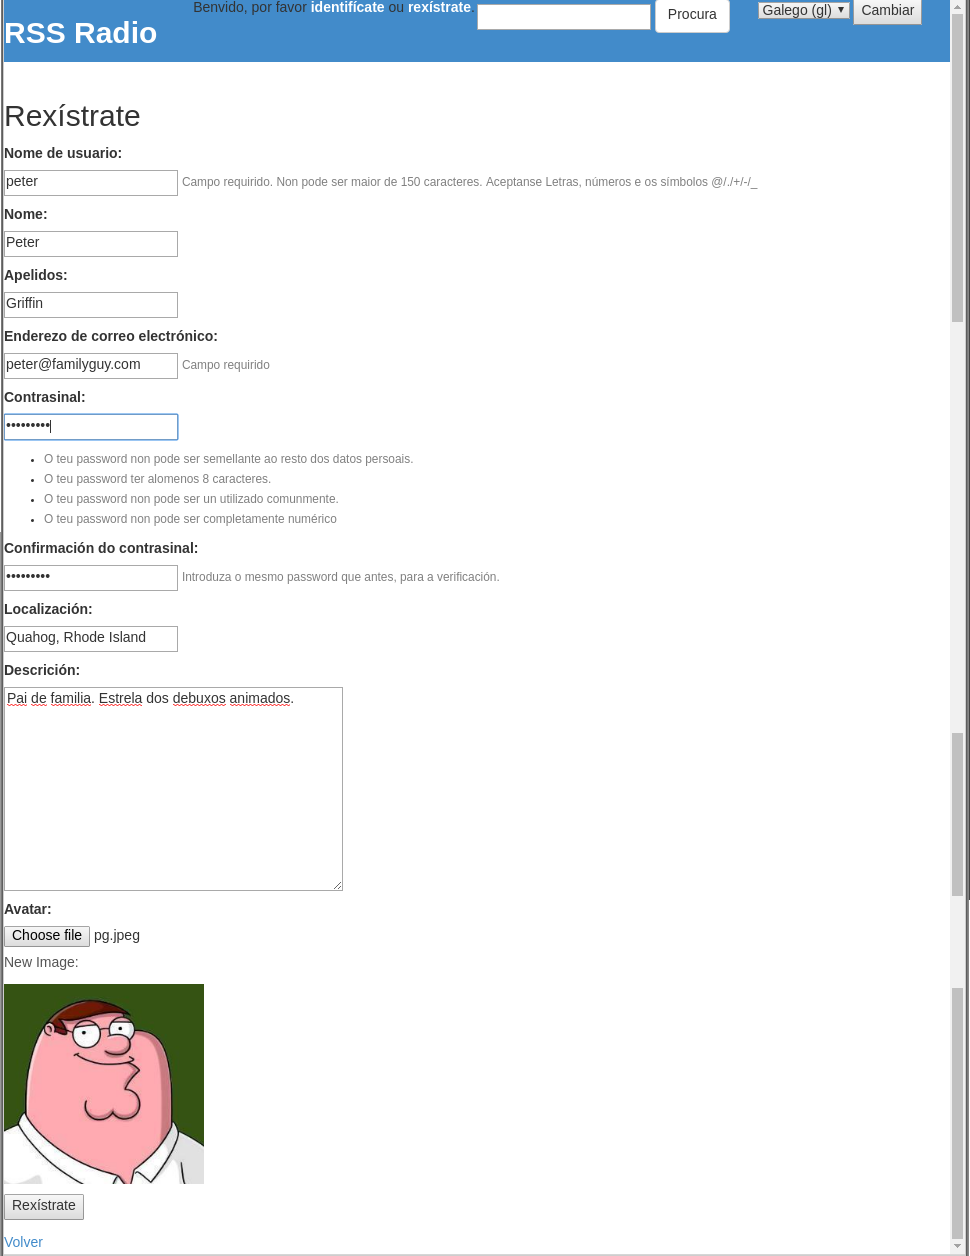 Benvido, por favor identifícate ou rexístrate.
Procura
Galego (gl)
Cambiar
RSS Radio
Rexístrate
Nome de usuario:
peter Campo requirido. Non pode ser maior de 150 caracteres. Aceptanse Letras, números e os símbolos @/./+/-/_
Nome:
Peter
Apelidos:
Griffin
Enderezo de correo electrónico:
peter@familyguy.com Campo requirido
Contrasinal:
•••••••••
• O teu password non pode ser semellante ao resto dos datos persoais.
• O teu password ter alomenos 8 caracteres.
• O teu password non pode ser un utilizado comunmente.
• O teu password non pode ser completamente numérico
Confirmación do contrasinal:
••••••••• Introduza o mesmo password que antes, para a verificación.
Localización:
Quahog, Rhode Island
Descrición:
Pai de familia. Estrela dos debuxos animados.
Avatar:
Choose file pg.jpeg
New Image:
Rexístrate
Volver